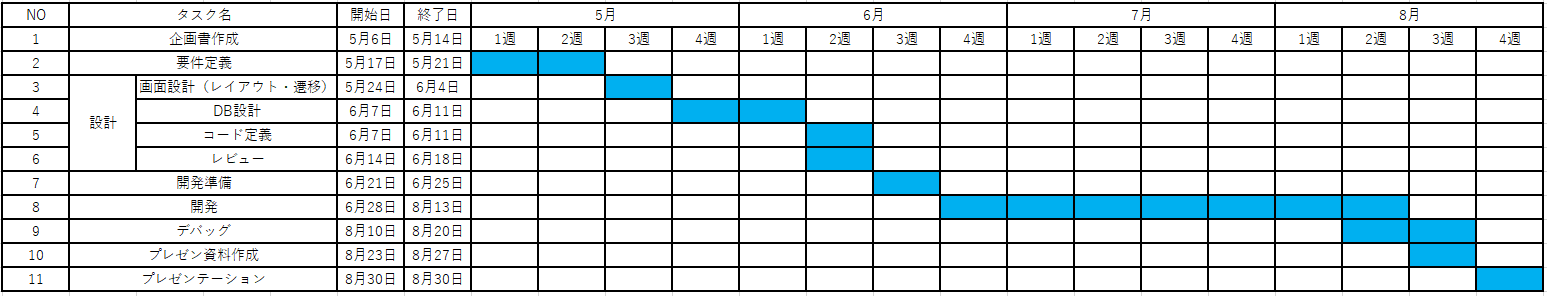 NO タスク名 開始日 終了日 5月 6月 7月 8月
1 企画書作成 5月6日 5月14日 1週 2週 3週 4週 1週 2週 3週 4週 1週 2週 3週 4週 1週 2週 3週 4週
2 要件定義 5月17日 5月21日
3 画面設計（レイアウト・遷移） 5月24日 6月4日
4 設計 DB設計 6月7日 6月11日
5 コード定義 6月7日 6月11日
6 レビュー 6月14日 6月18日
7 開発準備 6月21日 6月25日
8 開発 6月28日 8月13日
9 デバッグ 8月10日 8月20日
10 プレゼン資料作成 8月23日 8月27日
11 プレゼンテーション 8月30日 8月30日